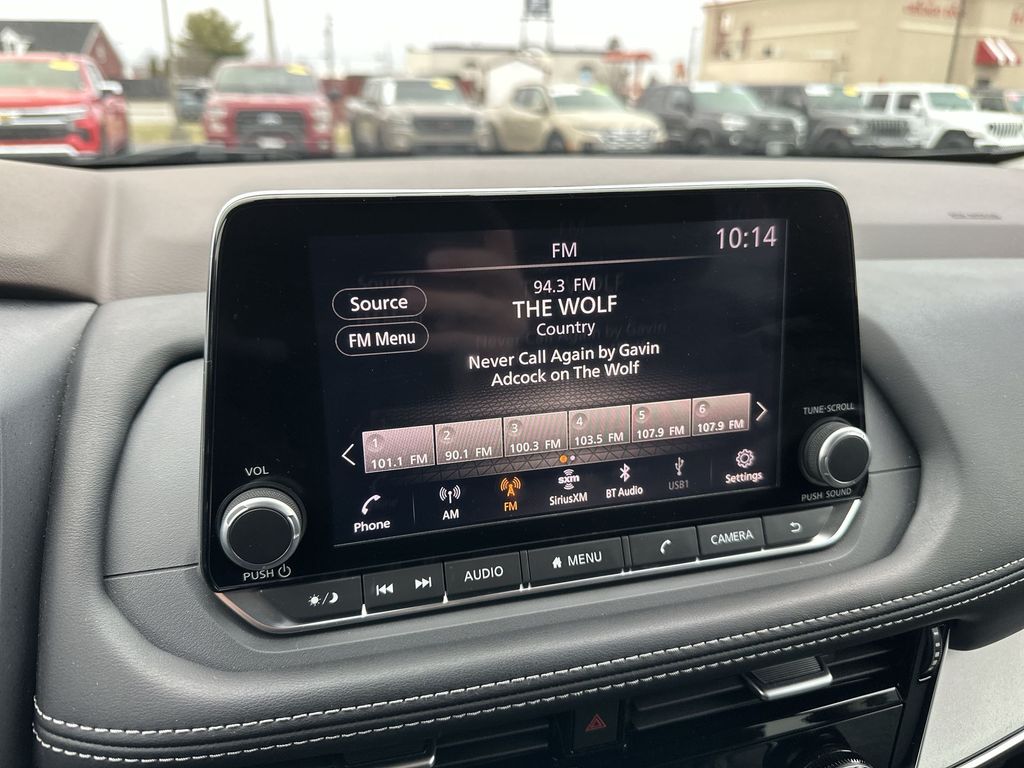 FM
10:14
94.3 FM
THE WOLF
Country
Source
FM Menu
Never Call Again by Gavin
Adcock on The Wolf
1 2 3 4 5 6
101.1 FM 90.1 FM 100.3 FM 103.5 FM 107.9 FM 107.9 FM
Phone AM FM sxm SiriusXM BT Audio USB1 Settings
VOL
PUSH
TUNE·SCROLL
PUSH SOUND
AUDIO MENU CAMERA